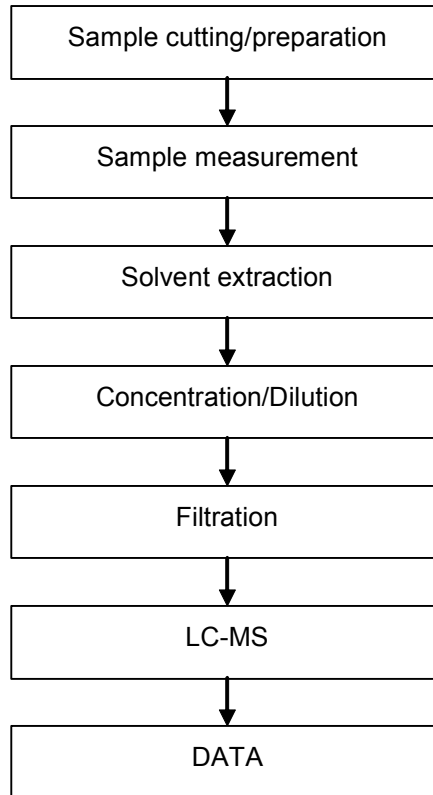 Sample cutting/preparation
Sample measurement
Solvent extraction
Concentration/Dilution
Filtration
LC-MS
DATA